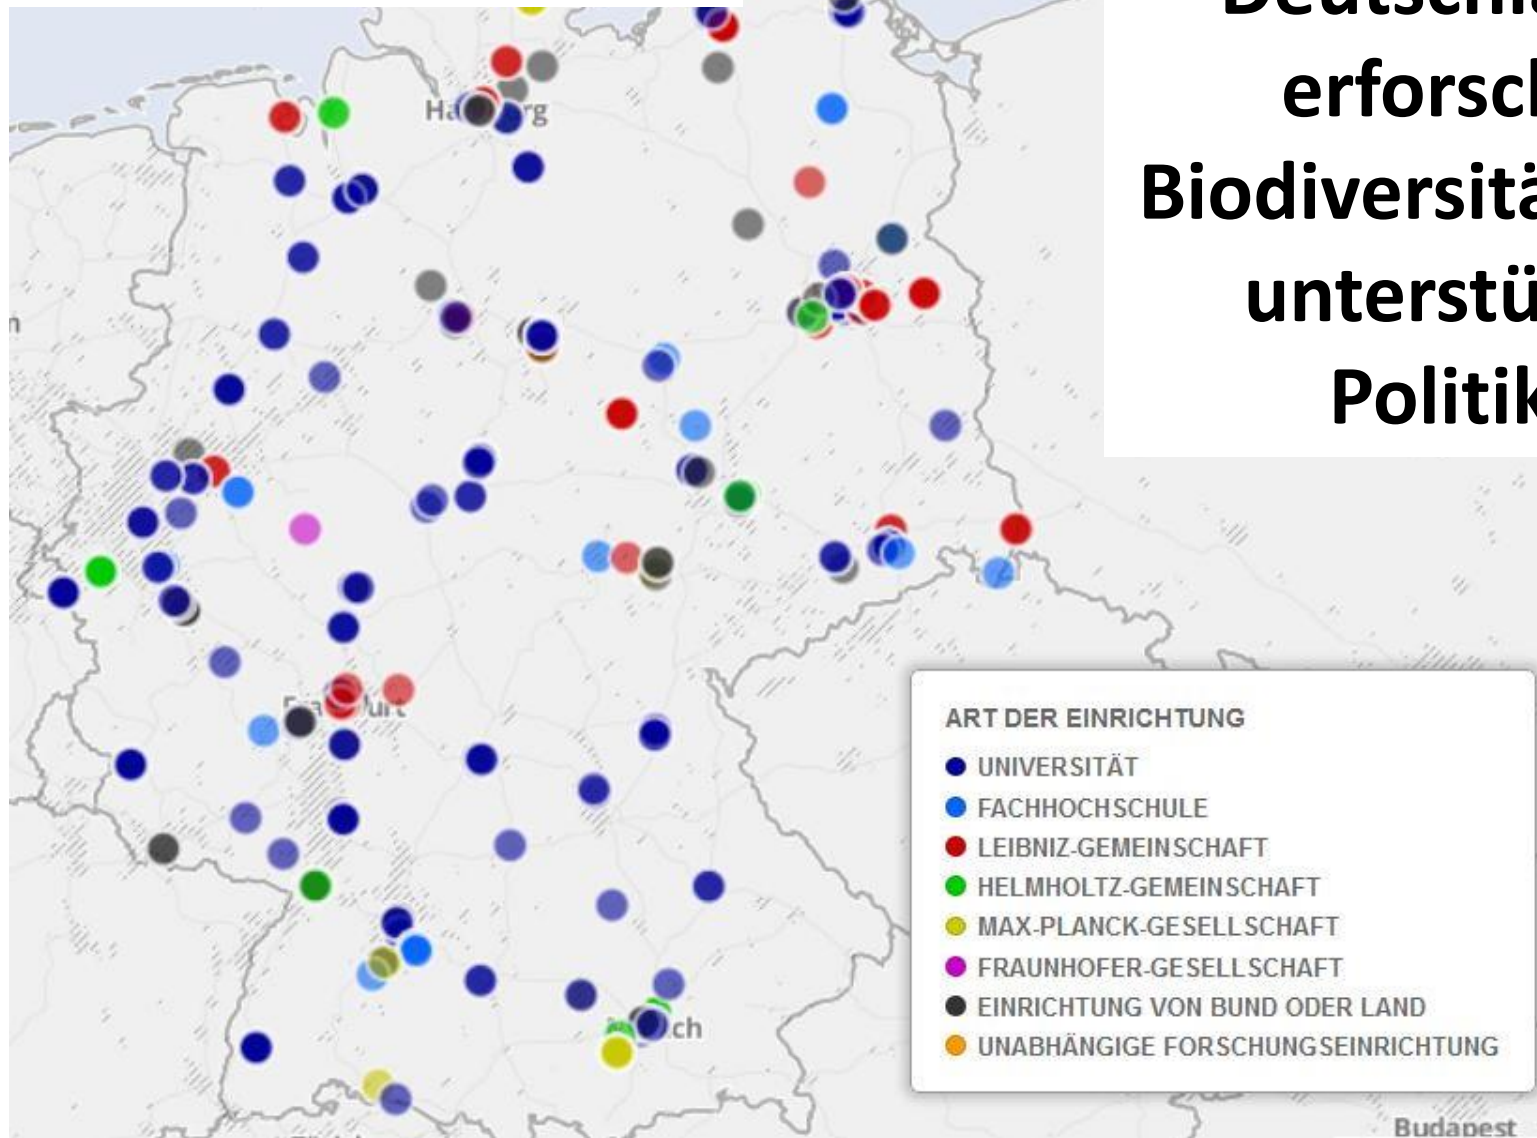 erforsch
Biodiversitä
unterstü
Politik
ART DER EINRICHTUNG
UNIVERSITÄT
FACHHOCHSCHULE
LEIBNIZ-GEMEINSCHAFT
HELMHOLTZ-GEMEINSCHAFT
MAX-PLANCK-GESELLSCHAFT
FRAUNHOFER-GESELLSCHAFT
EINRICHTUNG VON BUND ODER LAND
UNABHÄNGIGE FORSCHUNGSEINRICHTUNG
Budapest